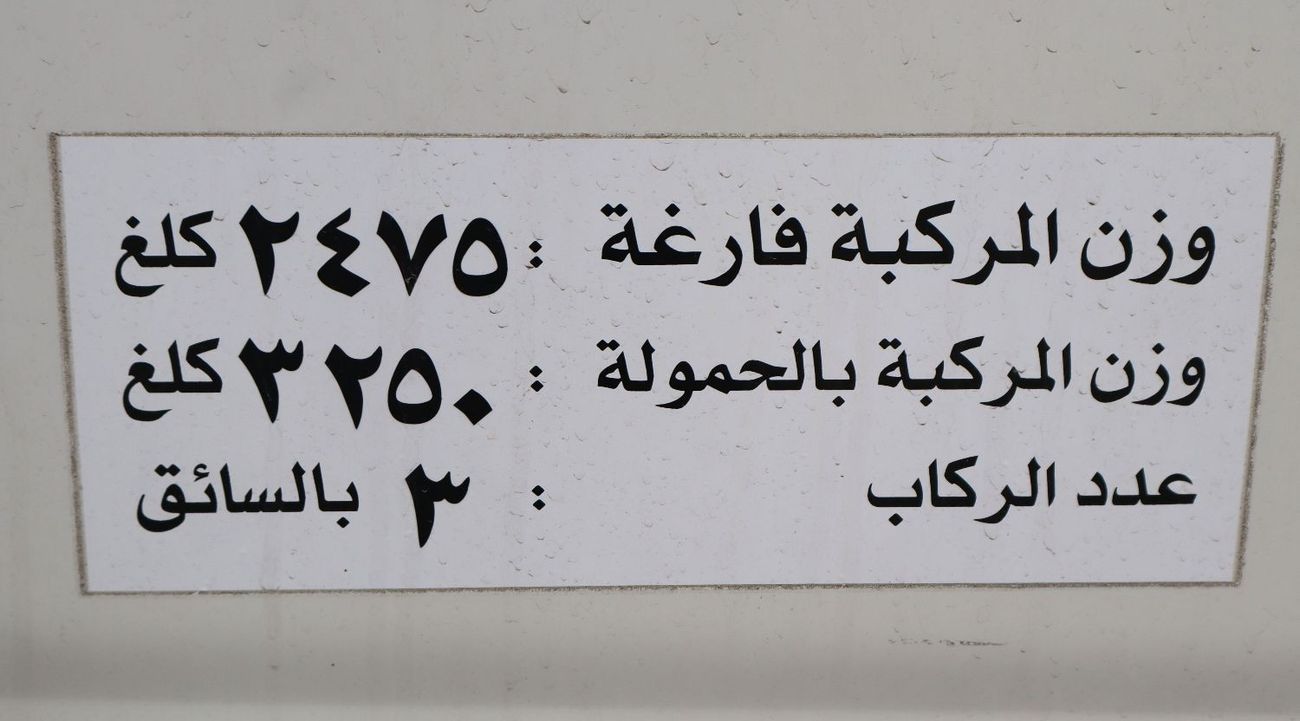 وزن المركبة فارغة : ٢٤٧٥ كلغ
وزن المركبة بالحمولة : ٣٢٥٠ كلغ
عدد الركاب : ٣ بالسائق